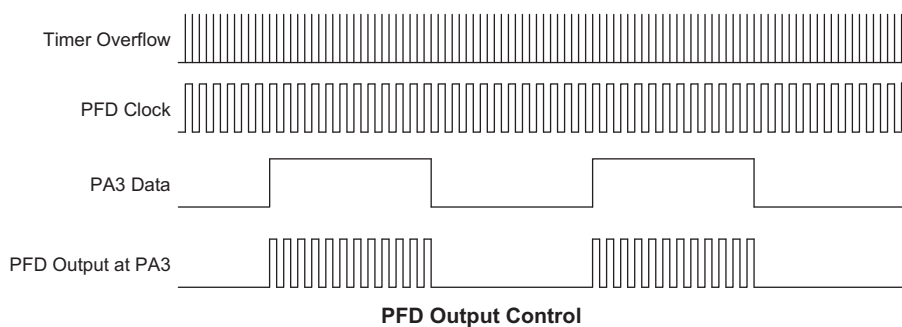 Timer Overflow
PFD Clock
PA3 Data
PFD Output at PA3
PFD Output Control